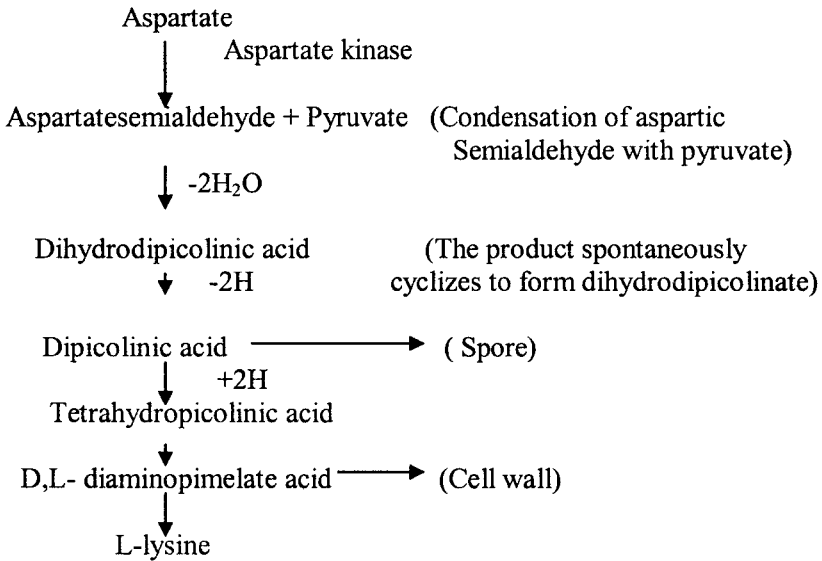 Aspartate
Aspartate kinase
Aspartatesemialdehyde + Pyruvate (Condensation of aspartic
Semialdehyde with pyruvate)
-2H₂O
Dihydrodipicolinic acid (The product spontaneously
-2H cyclizes to form dihydrodipicolinate)
Dipicolinic acid ( Spore)
+2H
Tetrahydropicolinic acid
D,L- diaminopimelate acid (Cell wall)
L-lysine